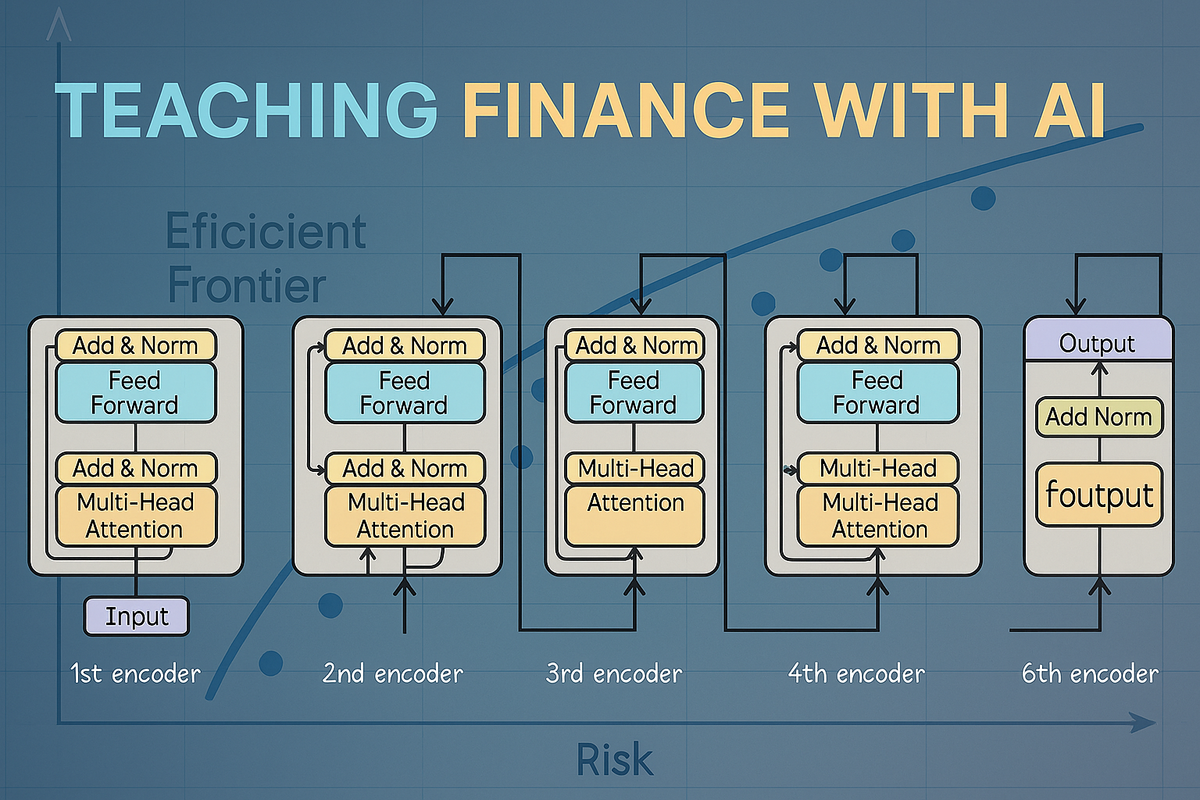 TEACHING FINANCE WITH AI
Eficicient
Frontier
Add & Norm
Feed
Forward
Add & Norm
Multi-Head
Attention
Input
1st encoder
Add & Norm
Feed
Forward
Add & Norm
Multi-Head
Attention
2nd encoder
Add & Norm
Feed
Forward
Multi-Head
Attention
3rd encoder
Add & Norm
Feed
Forward
Multi-Head
Multi-Head
Attention
4th encoder
Output
Add Norm
foutput
6th encoder
Risk